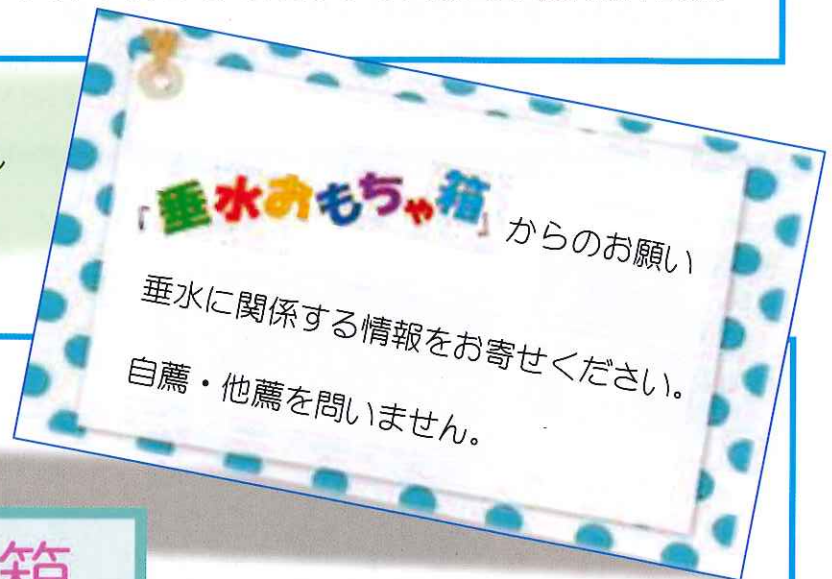 『垂水おもちゃ箱』からのお願い
垂水に関係する情報をお寄せください。
自薦・他薦を問いません。
箱